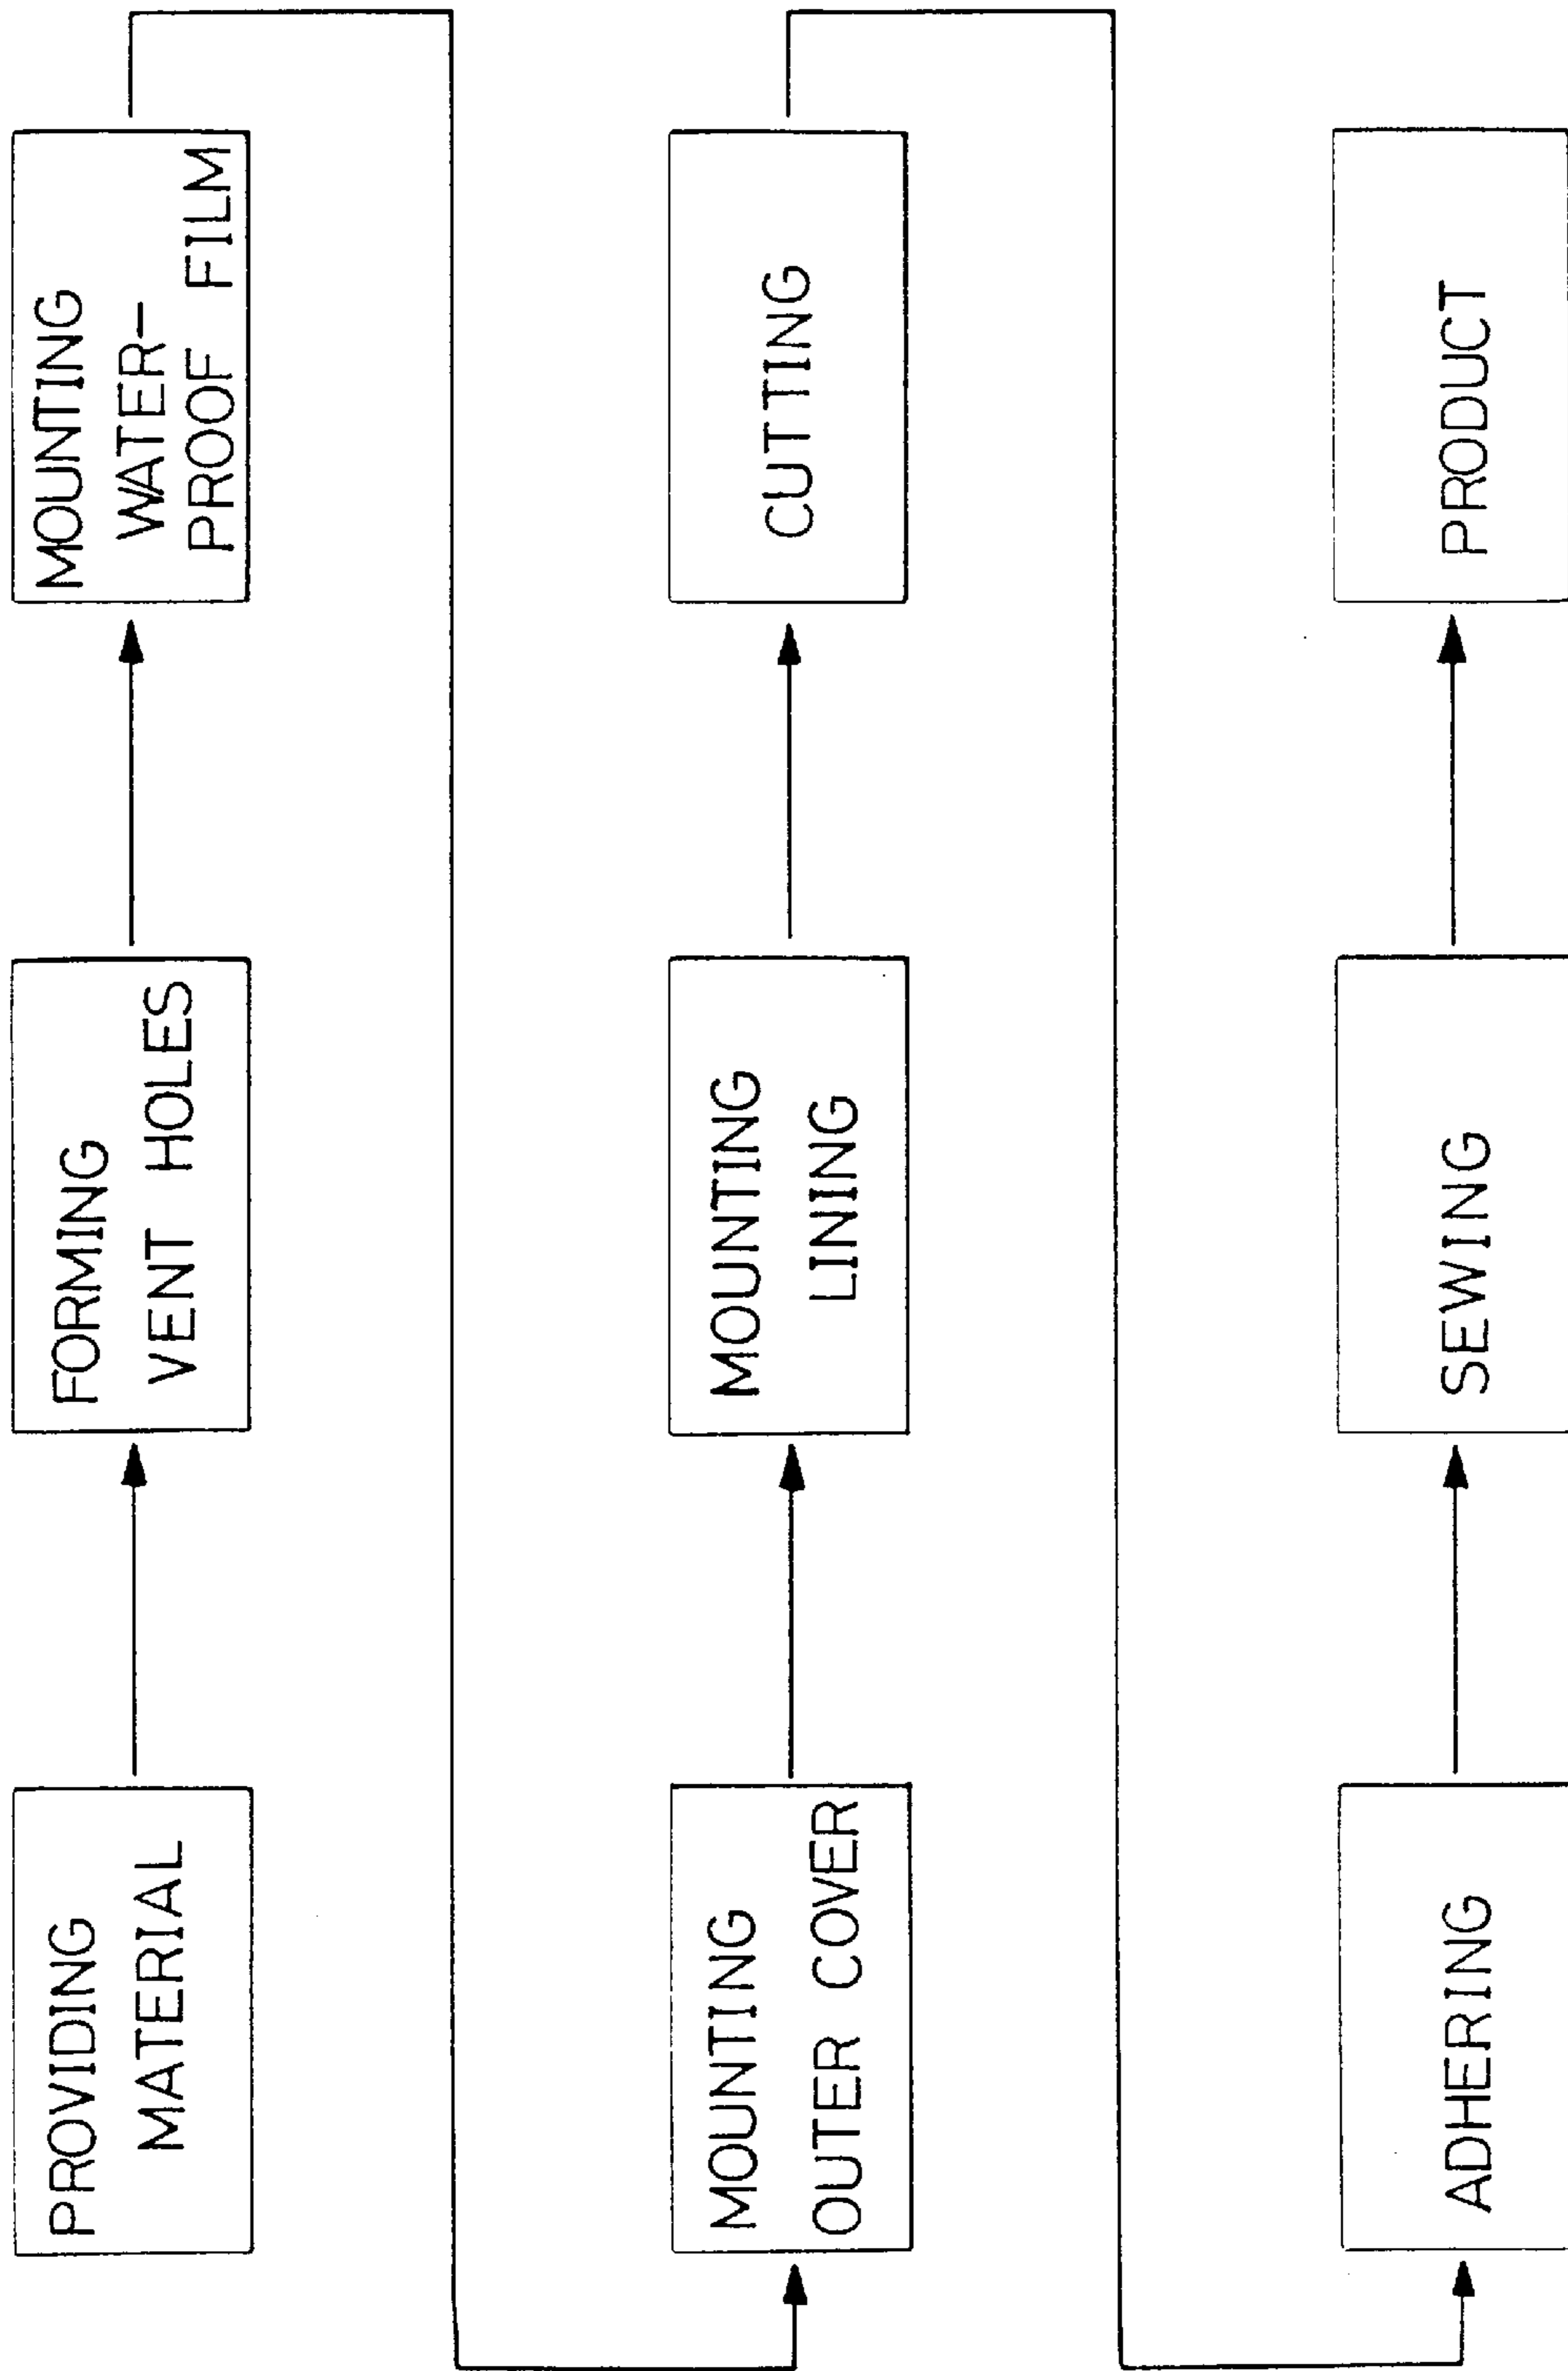 PROVIDING
MATERIAL
FORMING
VENT HOLES
MOUNTING
WATER-
PROOF FILM
MOUNTING
OUTER COVER
MOUNTING
LINING
CUTTING
ADHERING
SEWING
PRODUCT